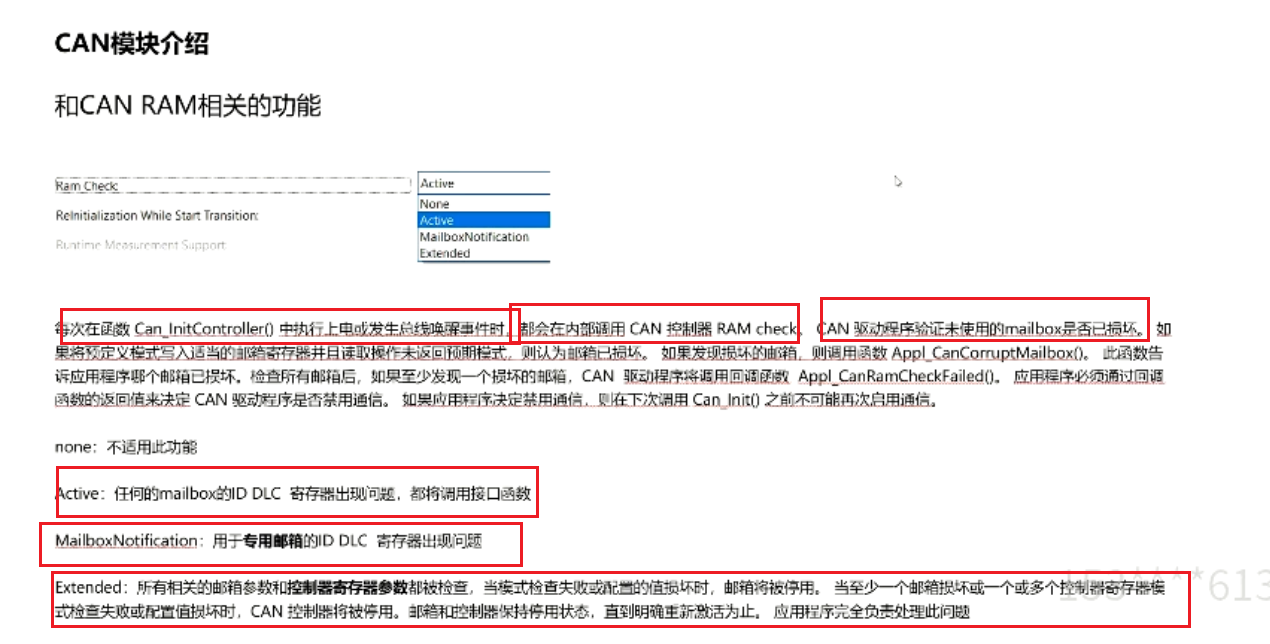 CAN模块介绍
和CAN RAM相关的功能
Ram Check:
Active
None
Reinitialization While Start Transition:
Active
MailboxNotification
Runtime Measurement Support
Extended
每次在函数 Can_InitController() 中执行上电或发生总线唤醒事件时，都会在内部调用 CAN 控制器 RAM check。 CAN 驱动程序验证未使用的mailbox是否已损坏。 如
果将预定义模式写入适当的邮箱寄存器并且读取操作未返回预期模式，则认为邮箱已损坏。 如果发现损坏的邮箱，则调用函数 Appl_CanCorruptMailbox()。 此函数告
诉应用程序哪个邮箱已损坏。检查所有邮箱后，如果至少发现一个损坏的邮箱，CAN 驱动程序将调用回调函数 Appl_CanRamCheckFailed()。 应用程序必须通过回调
函数的返回值来决定 CAN 驱动程序是否禁用通信。 如果应用程序决定禁用通信，则在下次调用 Can_Init() 之前不可能再次启用通信。
none：不适用此功能
Active：任何的mailbox的ID DLC 寄存器出现问题，都将调用接口函数
MailboxNotification：用于专用邮箱的ID DLC 寄存器出现问题
Extended：所有相关的邮箱参数和控制器寄存器参数都被检查，当模式检查失败或配置的值损坏时，邮箱将被停用。 当至少一个邮箱损坏或一个或多个控制器寄存器模
式检查失败或配置值损坏时，CAN 控制器将被停用。邮箱和控制器保持停用状态，直到明确重新激活为止。 应用程序完全负责处理此问题